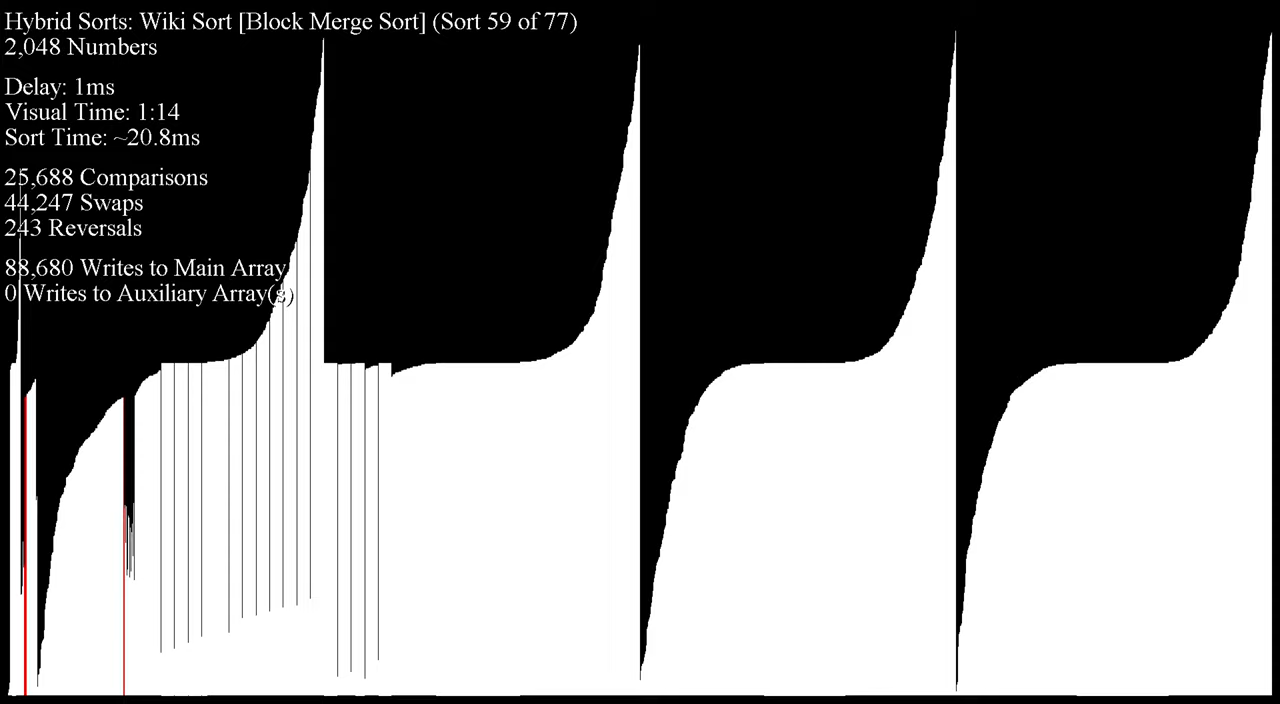 Hybrid Sorts: Wiki Sort [Block Merge Sort] (Sort 59 of 77)
2,048 Numbers
Delay: 1ms
Visual Time: 1:14
Sort Time: ~20.8ms
25,688 Comparisons
44,247 Swaps
243 Reversals
88,680 Writes to Main Array
0 Writes to Auxiliary Array(s)